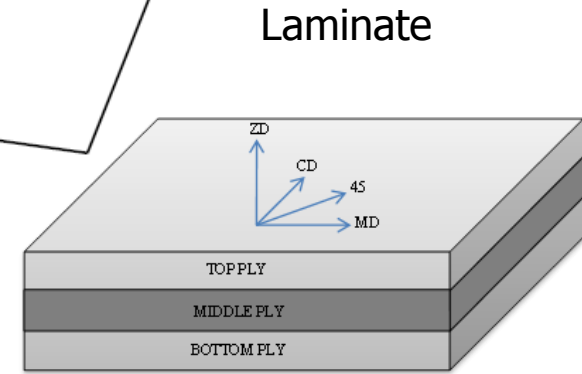 Laminate
ZD
CD
45
MD
TOP PLY
MIDDLE PLY
BOTTOM PLY